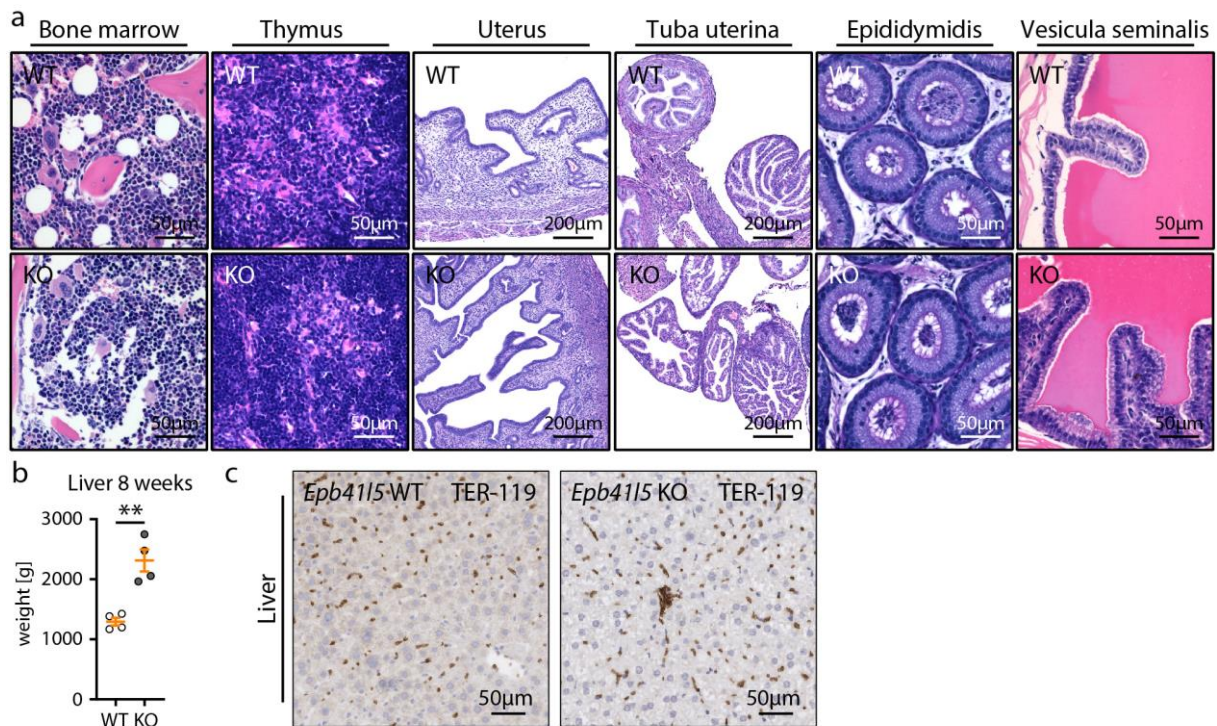 a
Bone marrow Thymus Uterus Tuba uterina Epididymidis Vesicula seminalis
WT WT WT WT WT WT
50µm 50µm 200µm 200µm 50µm 50µm
KO KO KO KO KO KO
50µm 50µm 200µm 200µm 50µm 50µm
b
Liver 8 weeks
**
3000
2000
1000
0
weight [g]
WT KO
c
Liver
Epb41l5 WT TER-119
50µm
Epb41l5 KO TER-119
50µm